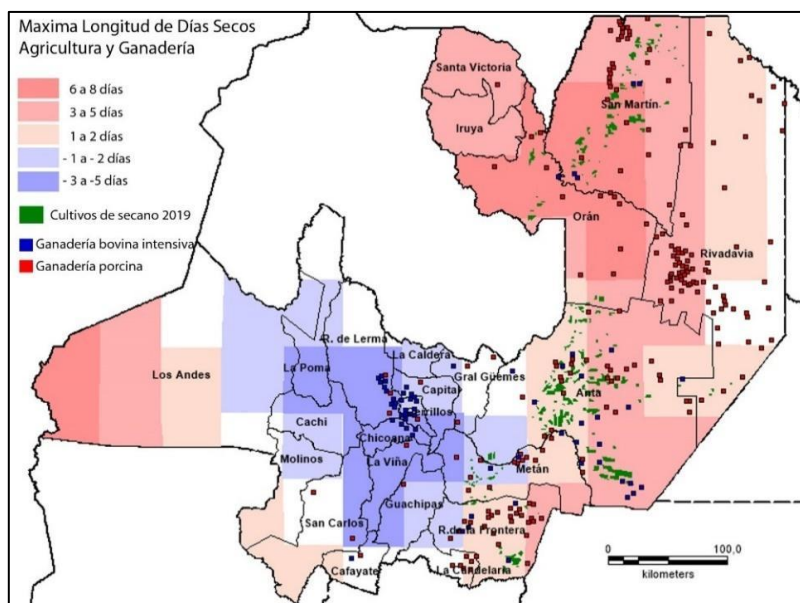 Maxima Longitud de Días Secos
Agricultura y Ganadería
6 a 8 días
3 a 5 días
1 a 2 días
- 1 a - 2 días
- 3 a -5 días
Cultivos de secano 2019
Ganadería bovina intensiva
Ganadería porcina
Santa Victoria
San Martín
Iruya
Orán
Rivadavia
R. de Lerma
La Caldera
Los Andes
La Poma
Capital
Gral Güemes
Anta
Cachi
Chicoana
Molinos
La Viña
Metán
Guachipas
San Carlos
R. de la Frontera
Cafayate
La Candelaria
0
100,0
kilometers